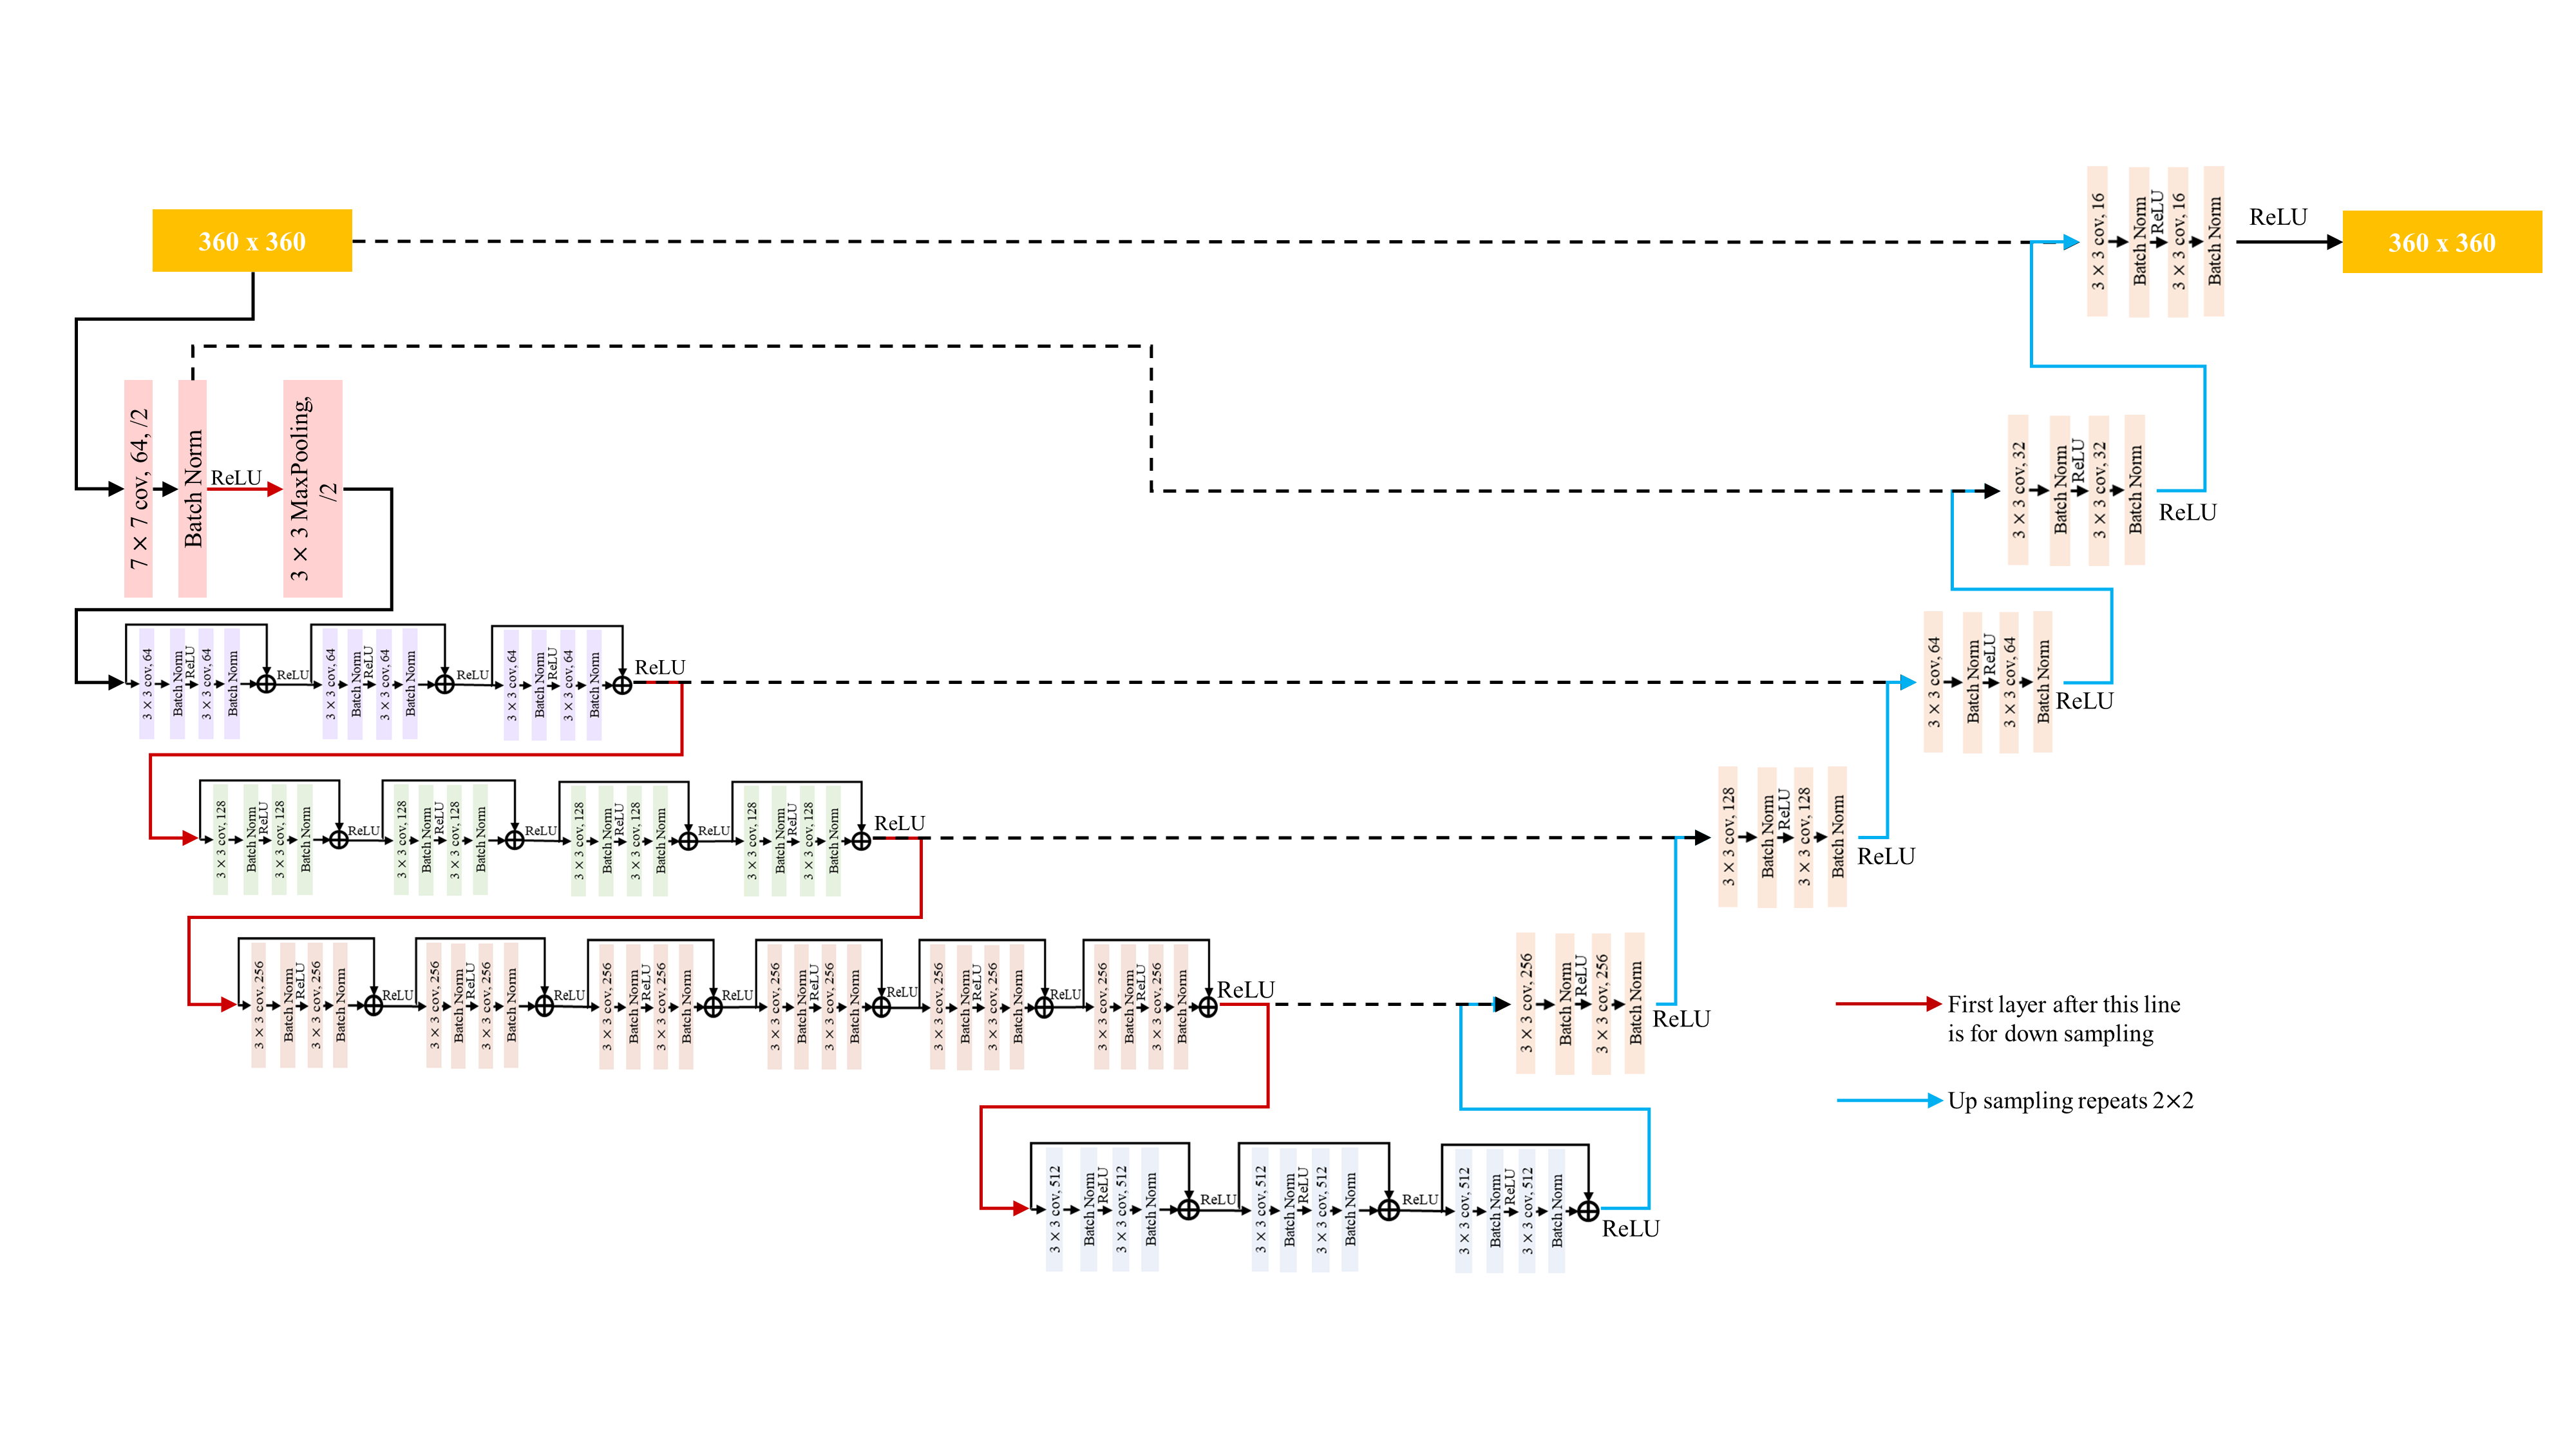 360 x 360
3 × 3 cov, 16
Batch Norm
ReLU
3 × 3 cov, 16
Batch Norm
ReLU
360 x 360
7 × 7 cov, 64, /2
Batch Norm
ReLU
3 × 3 MaxPooling,
/2
3 × 3 cov, 32
Batch Norm
ReLU
3 × 3 cov, 32
Batch Norm
ReLU
3 × 3 cov, 64
Batch Norm
ReLU
3 × 3 cov, 64
Batch Norm
ReLU
3 × 3 cov, 64
Batch Norm
ReLU
3 × 3 cov, 64
Batch Norm
ReLU
3 × 3 cov, 64
Batch Norm
ReLU
3 × 3 cov, 64
Batch Norm
ReLU
3 × 3 cov, 64
Batch Norm
ReLU
3 × 3 cov, 64
Batch Norm
ReLU
3 × 3 cov, 128
Batch Norm
ReLU
3 × 3 cov, 128
Batch Norm
ReLU
3 × 3 cov, 128
Batch Norm
ReLU
3 × 3 cov, 128
Batch Norm
ReLU
3 × 3 cov, 128
Batch Norm
ReLU
3 × 3 cov, 128
Batch Norm
ReLU
3 × 3 cov, 128
Batch Norm
ReLU
3 × 3 cov, 128
Batch Norm
ReLU
3 × 3 cov, 128
Batch Norm
ReLU
3 × 3 cov, 128
Batch Norm
ReLU
3 × 3 cov, 256
Batch Norm
ReLU
3 × 3 cov, 256
Batch Norm
ReLU
3 × 3 cov, 256
Batch Norm
ReLU
3 × 3 cov, 256
Batch Norm
ReLU
3 × 3 cov, 256
Batch Norm
ReLU
3 × 3 cov, 256
Batch Norm
ReLU
3 × 3 cov, 256
Batch Norm
ReLU
3 × 3 cov, 256
Batch Norm
ReLU
3 × 3 cov, 256
Batch Norm
ReLU
3 × 3 cov, 256
Batch Norm
ReLU
3 × 3 cov, 256
Batch Norm
ReLU
3 × 3 cov, 256
Batch Norm
ReLU
3 × 3 cov, 256
Batch Norm
ReLU
3 × 3 cov, 256
Batch Norm
ReLU
First layer after this line
is for down sampling
Up sampling repeats 2×2
3 × 3 cov, 512
Batch Norm
ReLU
3 × 3 cov, 512
Batch Norm
ReLU
3 × 3 cov, 512
Batch Norm
ReLU
3 × 3 cov, 512
Batch Norm
ReLU
3 × 3 cov, 512
Batch Norm
ReLU
3 × 3 cov, 512
Batch Norm
ReLU